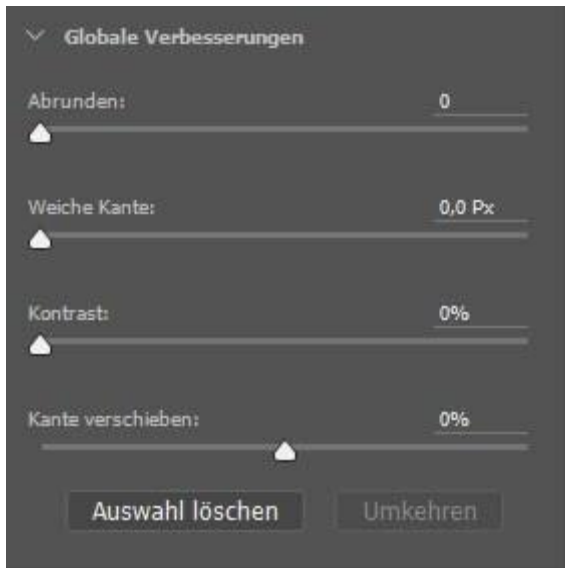 Globale Verbesserungen
Abrunden: 0
Weiche Kante: 0,0 Px
Kontrast: 0%
Kante verschieben: 0%
Auswahl löschen Umkehren